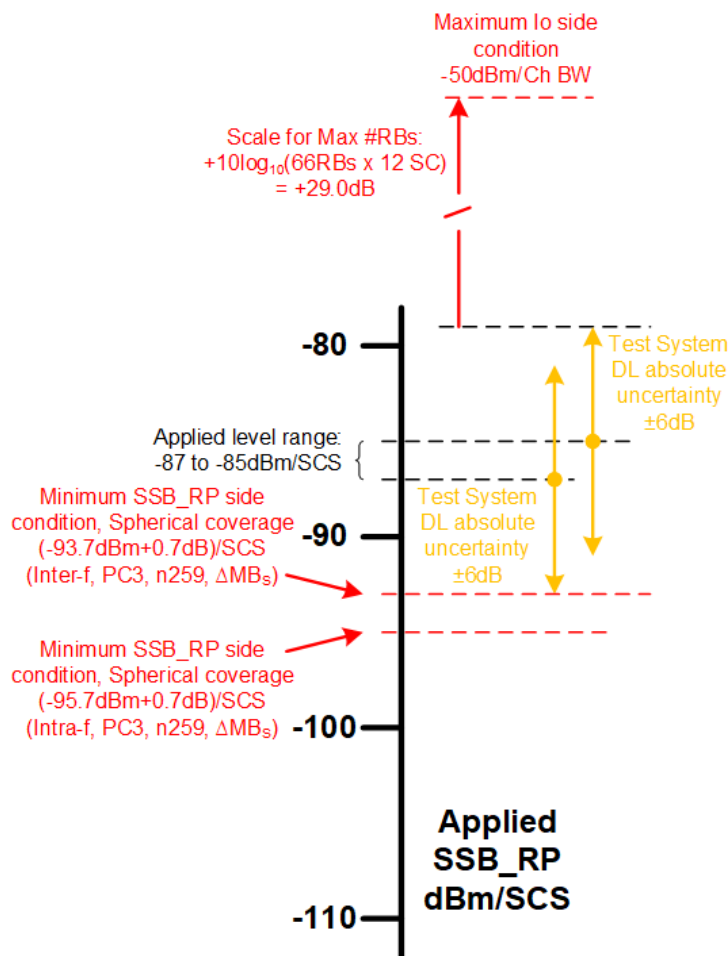 Maximum Io side
condition
-50dBm/Ch BW
Scale for Max #RBs:
+10log₁₀(66RBs x 12 SC)
= +29.0dB
-80
Test System
DL absolute
uncertainty
±6dB
Applied level range:
-87 to -85dBm/SCS
Minimum SSB_RP side
condition, Spherical coverage
(-93.7dBm+0.7dB)/SCS
(Inter-f, PC3, n259, ΔMBₛ)
-90
Test System
DL absolute
uncertainty
±6dB
Minimum SSB_RP side
condition, Spherical coverage
(-95.7dBm+0.7dB)/SCS
(Intra-f, PC3, n259, ΔMBₛ)
-100
Applied
SSB_RP
dBm/SCS
-110